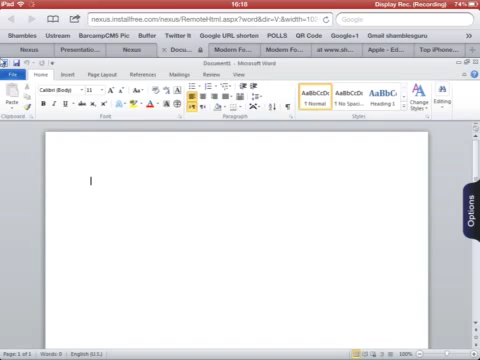 iPad 16:18 Display Rec. (Recording) 74%
nexus.installfree.com/nexus/RemoteHtml.aspx?word&dir=V:&width=102 Google
Shambles Ustream BarcampCM5 Pic Buffer Twitter It Google URL shorten POLLS QR Code Google+1 Gmail shamblesguru
Nexus Presentatio... Nexus Docu... Modern Fo... Modern Fo... at www.sh... Apple - Ed... Top iPhone...
Document1 - Microsoft Word
File Home Insert Page Layout References Mailings Review View
Calibri (Body) 11 AaBbCcDc AaBbCcDc AaBbCc
Paste ¶ Normal ¶ No Spaci... Heading 1 Change Styles Editing
Clipboard Font Paragraph Styles
Options
Page: 1 of 1 Words: 0 English (U.S.) 100%